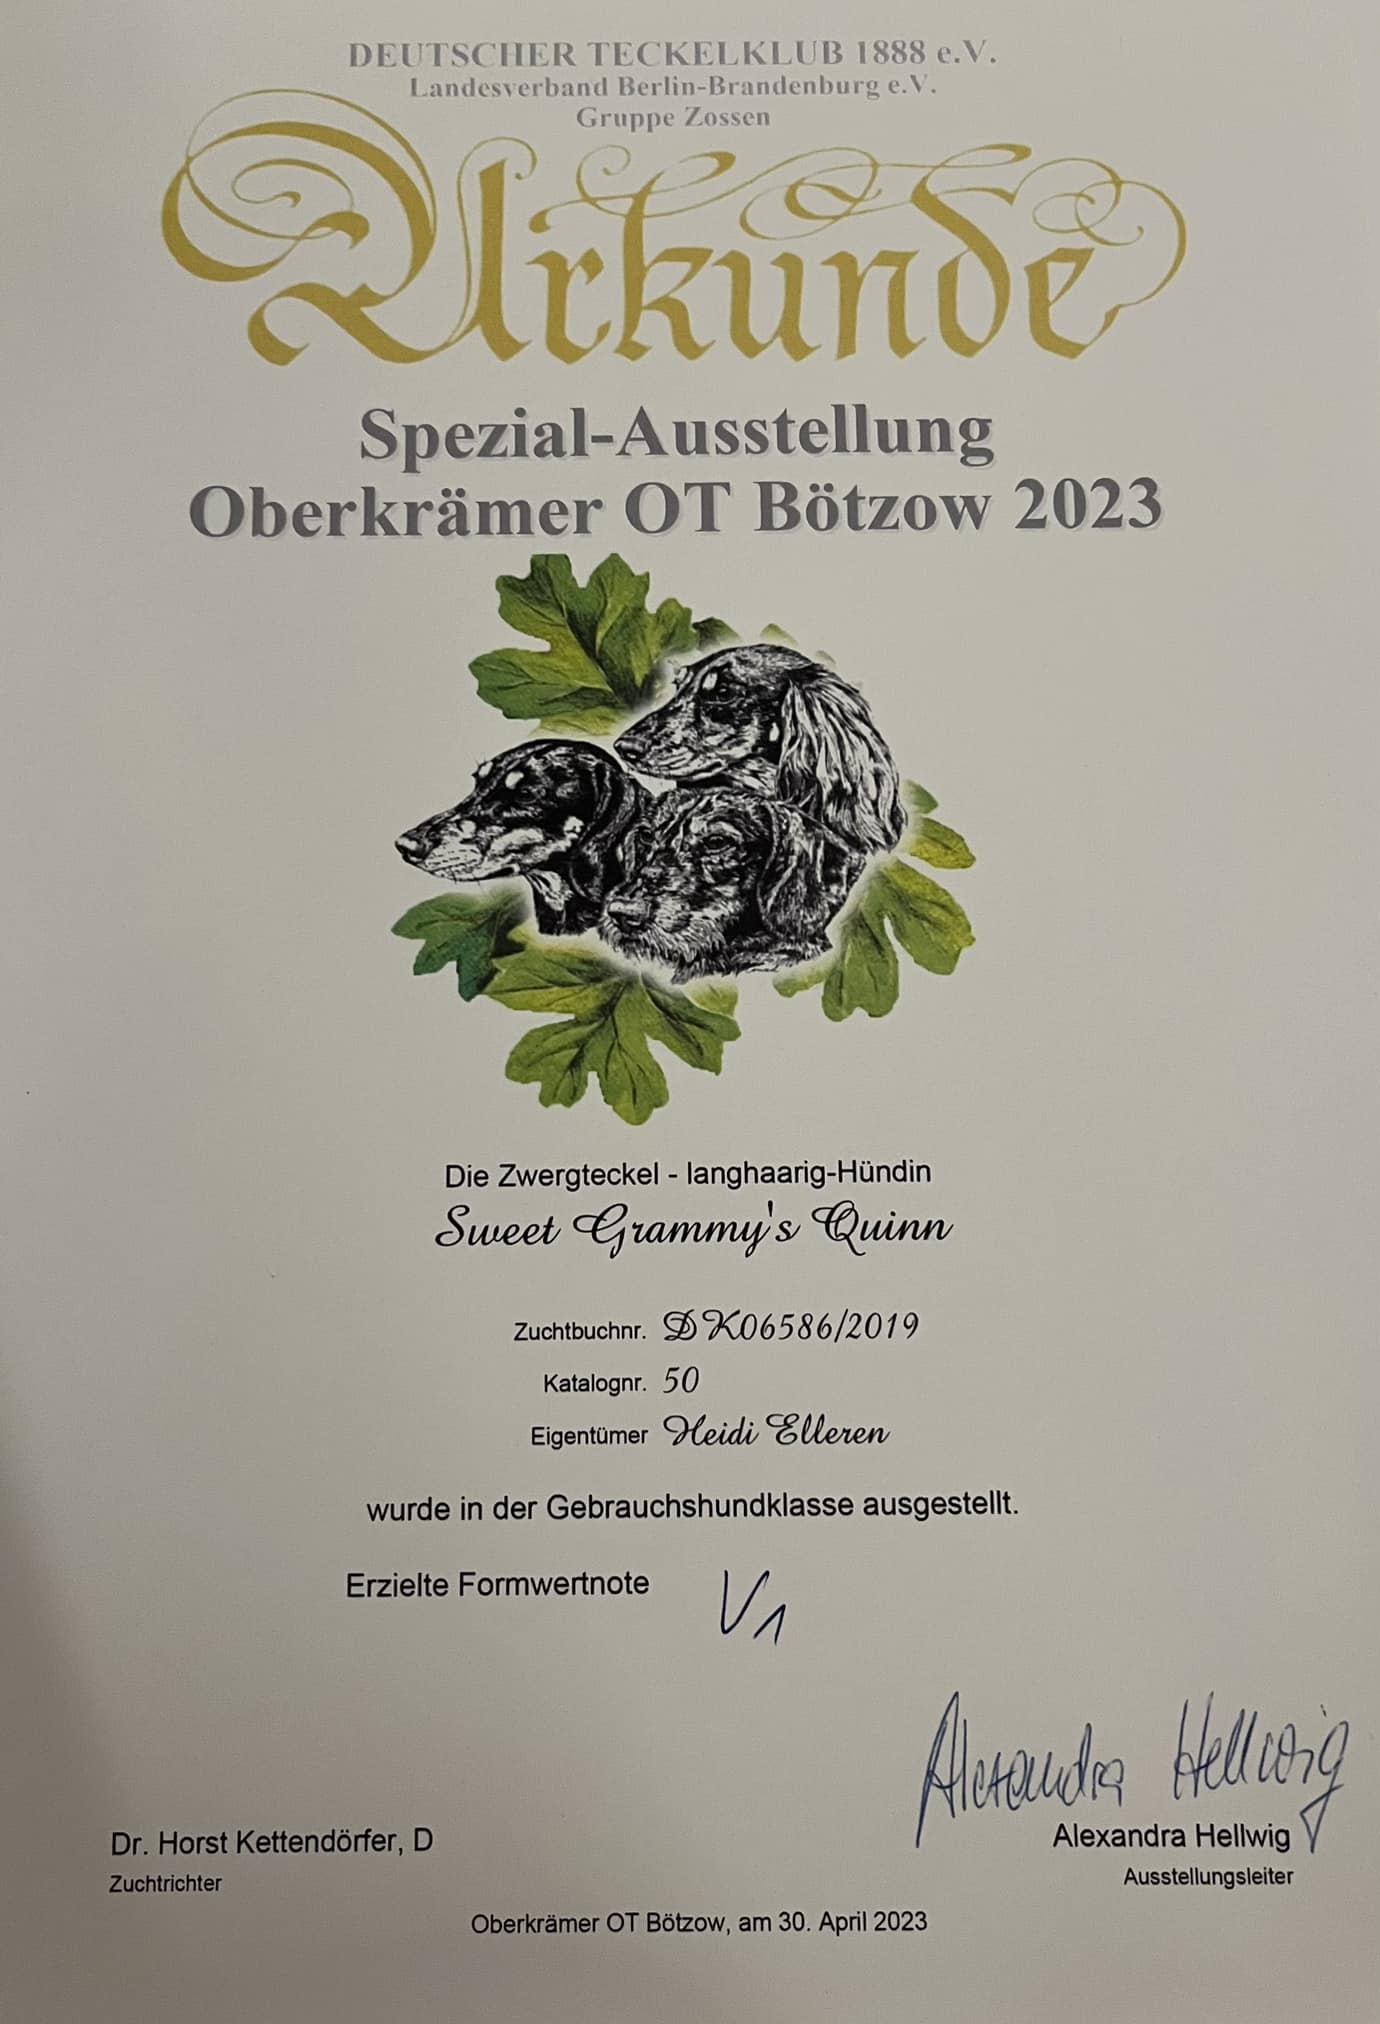 DEUTSCHER TECKELKLUB 1888 e.V.
Landesverband Berlin-Brandenburg e.V.
Gruppe Zossen
Urkunde
Spezial-Ausstellung
Oberkrämer OT Bötzow 2023
Die Zwergteckel - langhaarig-Hündin
Sweet Grammy's Quinn
Zuchtbuchnr. DK06586/2019
Katalognr. 50
Eigentümer Heidi Elleren
wurde in der Gebrauchshundklasse ausgestellt.
Erzielte Formwertnote V1
Alexandra Hellwig
Dr. Horst Kettendörfer, D
Zuchtrichter
Alexandra Hellwig
Ausstellungsleiter
Oberkrämer OT Bötzow, am 30. April 2023